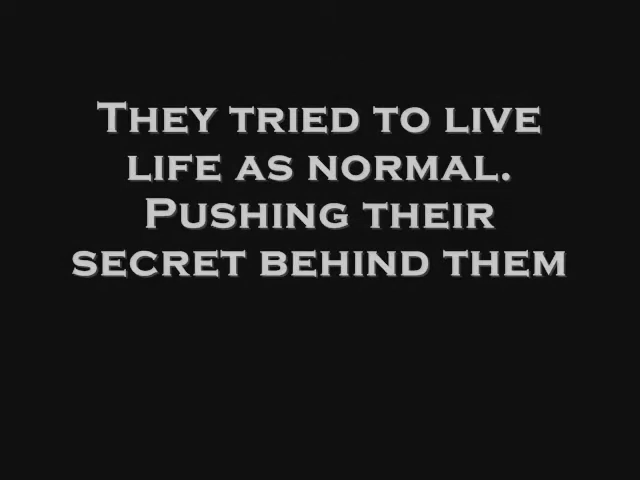 They tried to live
life as normal.
Pushing their
secret behind them